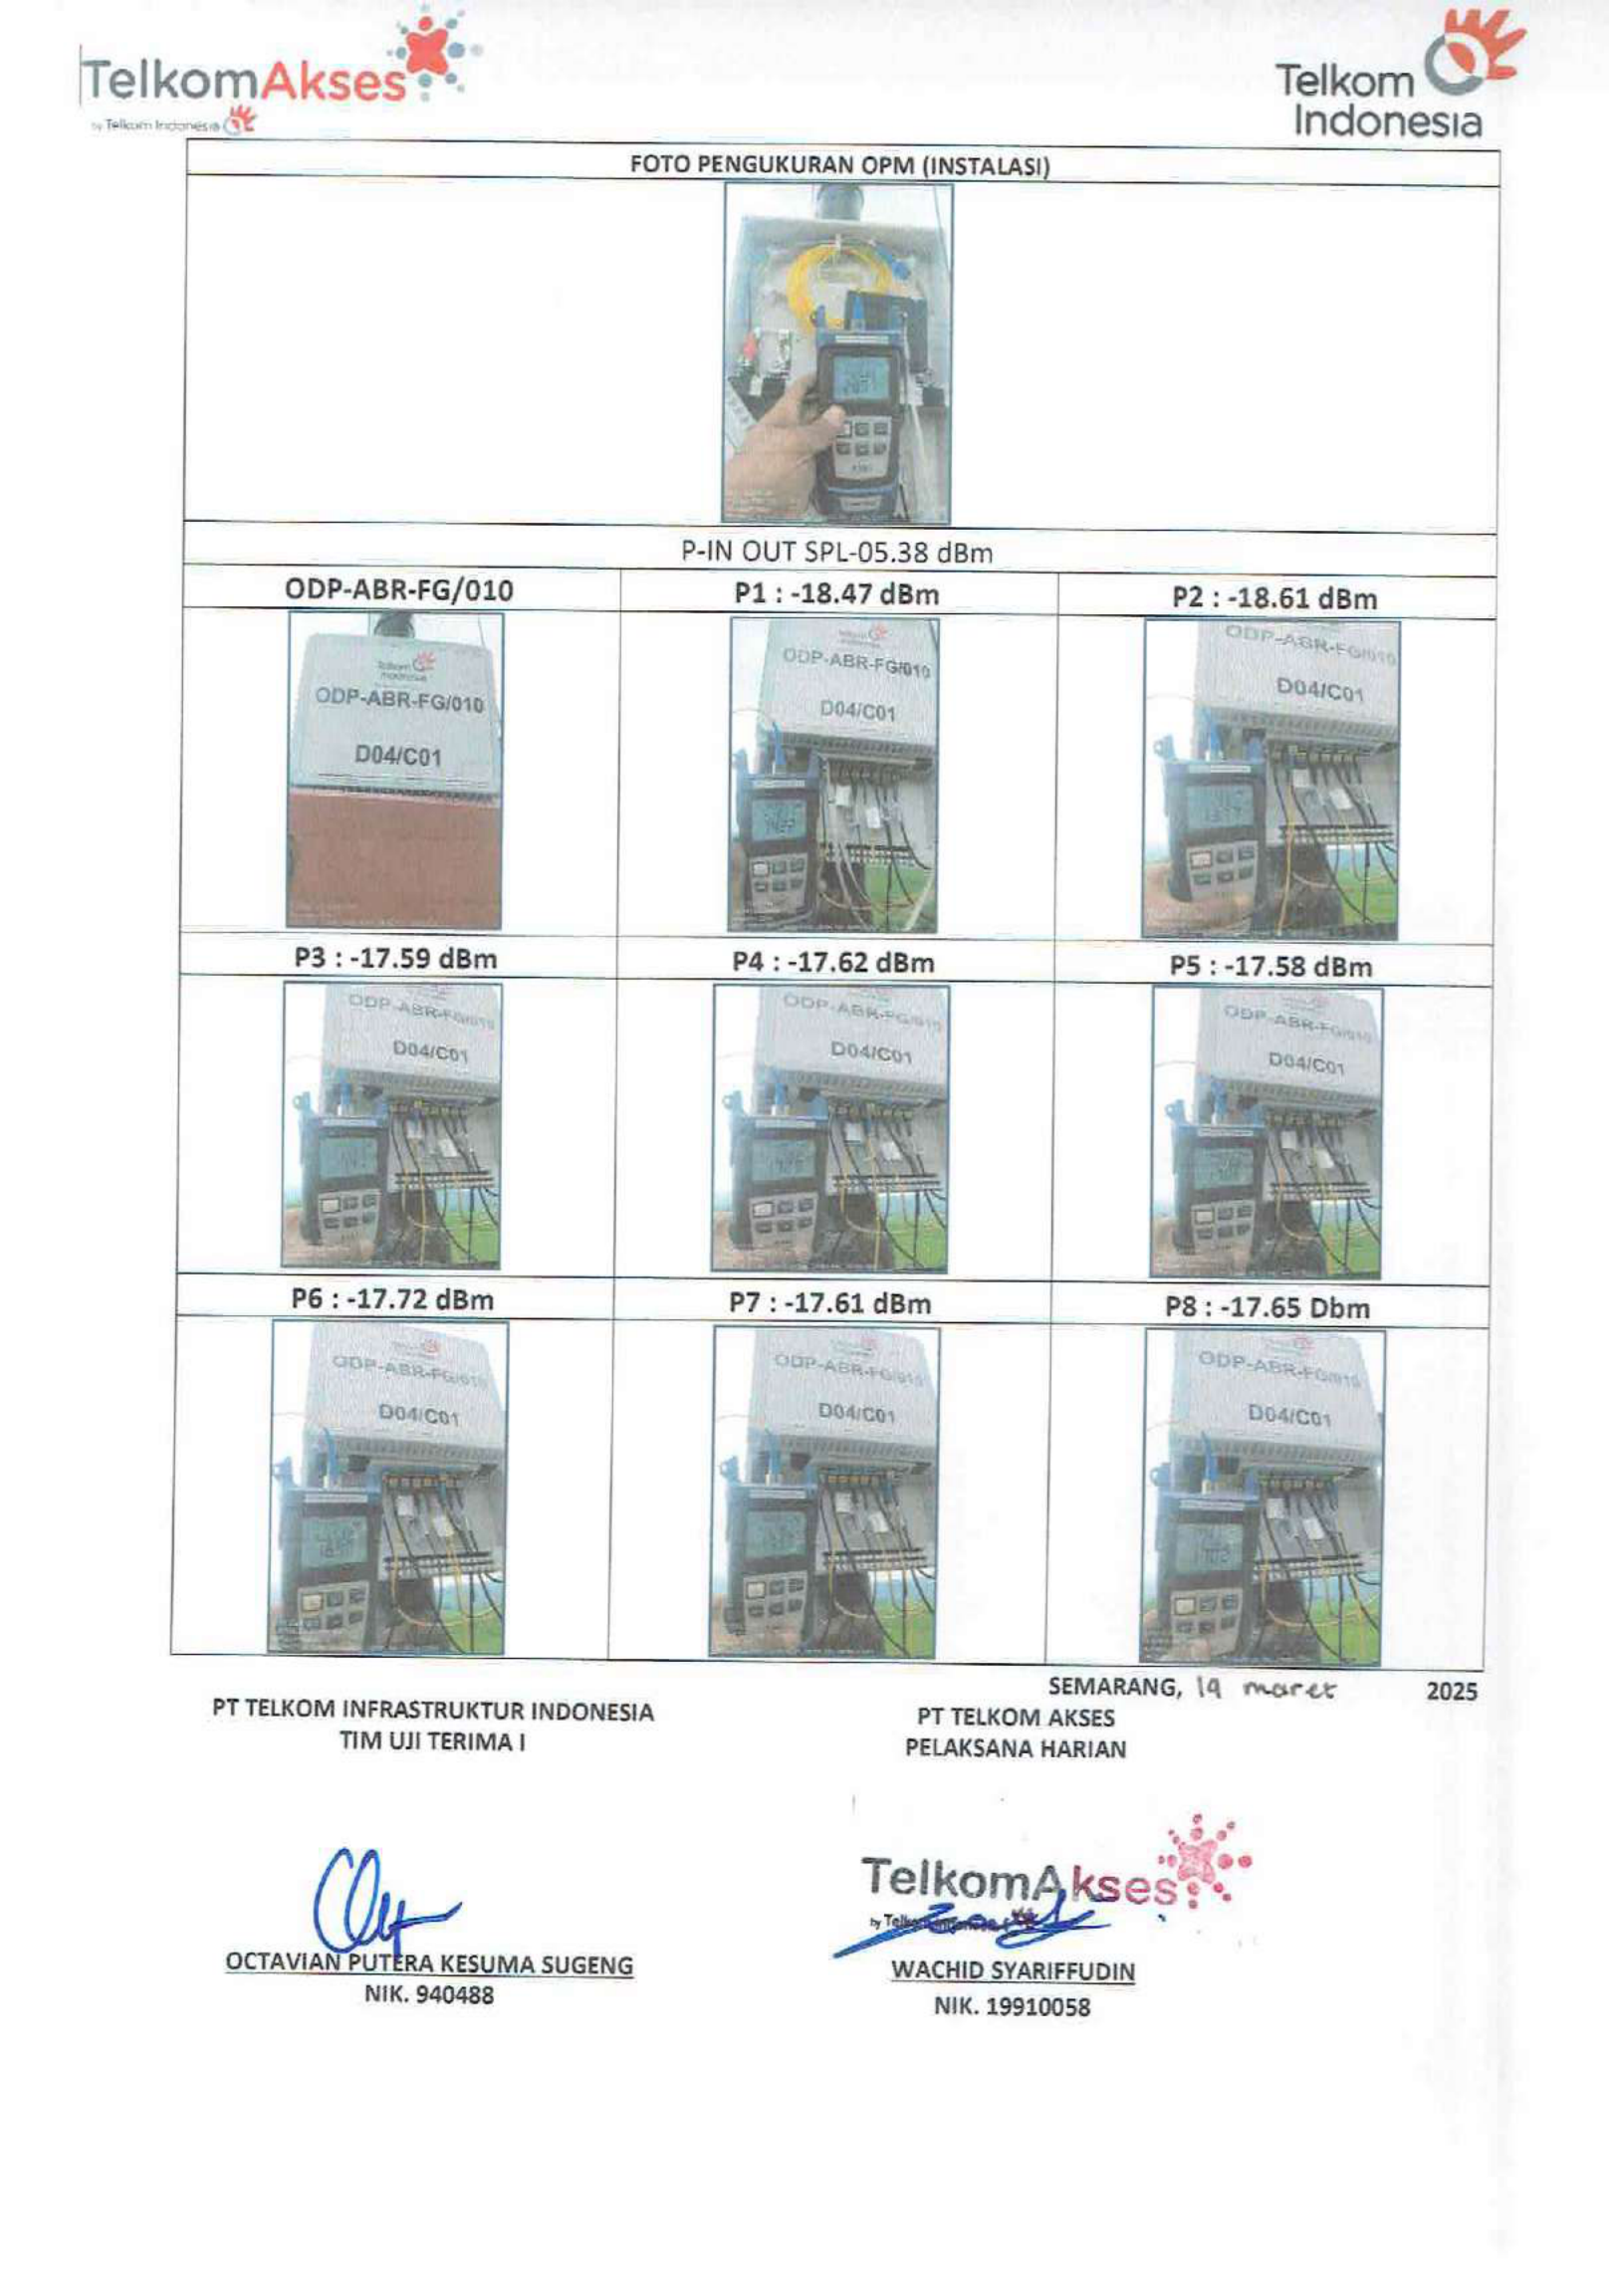 TelkomAkses
by Telkom Indonesia
Telkom
Indonesia
FOTO PENGUKURAN OPM (INSTALASI)
P-IN OUT SPL-05.38 dBm
ODP-ABR-FG/010
P1 : -18.47 dBm
P2 : -18.61 dBm
Telkom
Indonesia
ODP-ABR-FG/010
D04/C01
ODP-ABR-FG/010
D04/C01
ODP-ABR-FG/010
D04/C01
P3 : -17.59 dBm
P4 : -17.62 dBm
P5 : -17.58 dBm
ODP-ABR-FG/010
D04/C01
ODP-ABR-FG/010
D04/C01
ODP-ABR-FG/010
D04/C01
P6 : -17.72 dBm
P7 : -17.61 dBm
P8 : -17.65 Dbm
ODP-ABR-FG/010
D04/C01
ODP-ABR-FG/010
D04/C01
ODP-ABR-FG/010
D04/C01
SEMARANG, 19 maret 2025
PT TELKOM INFRASTRUKTUR INDONESIA
TIM UJI TERIMA I
PT TELKOM AKSES
PELAKSANA HARIAN
TelkomAkses
by Telkom Indonesia
OCTAVIAN PUTERA KESUMA SUGENG
NIK. 940488
WACHID SYARIFFUDIN
NIK. 19910058